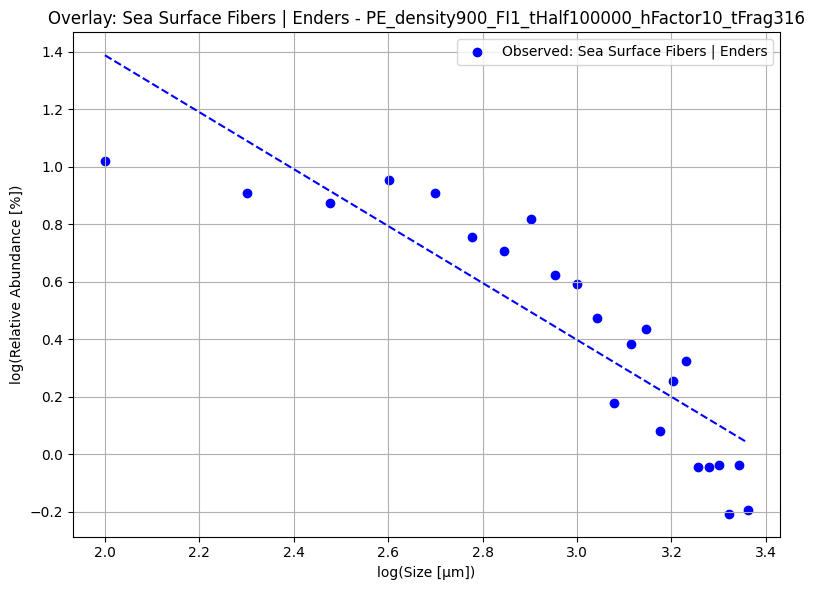 Overlay: Sea Surface Fibers | Enders - PE_density900_FI1_tHalf100000_hFactor10_tFrag316
Observed: Sea Surface Fibers | Enders
log(Relative Abundance [%])
1.4
1.2
1.0
0.8
0.6
0.4
0.2
0.0
−0.2
2.0 2.2 2.4 2.6 2.8 3.0 3.2 3.4
log(Size [µm])